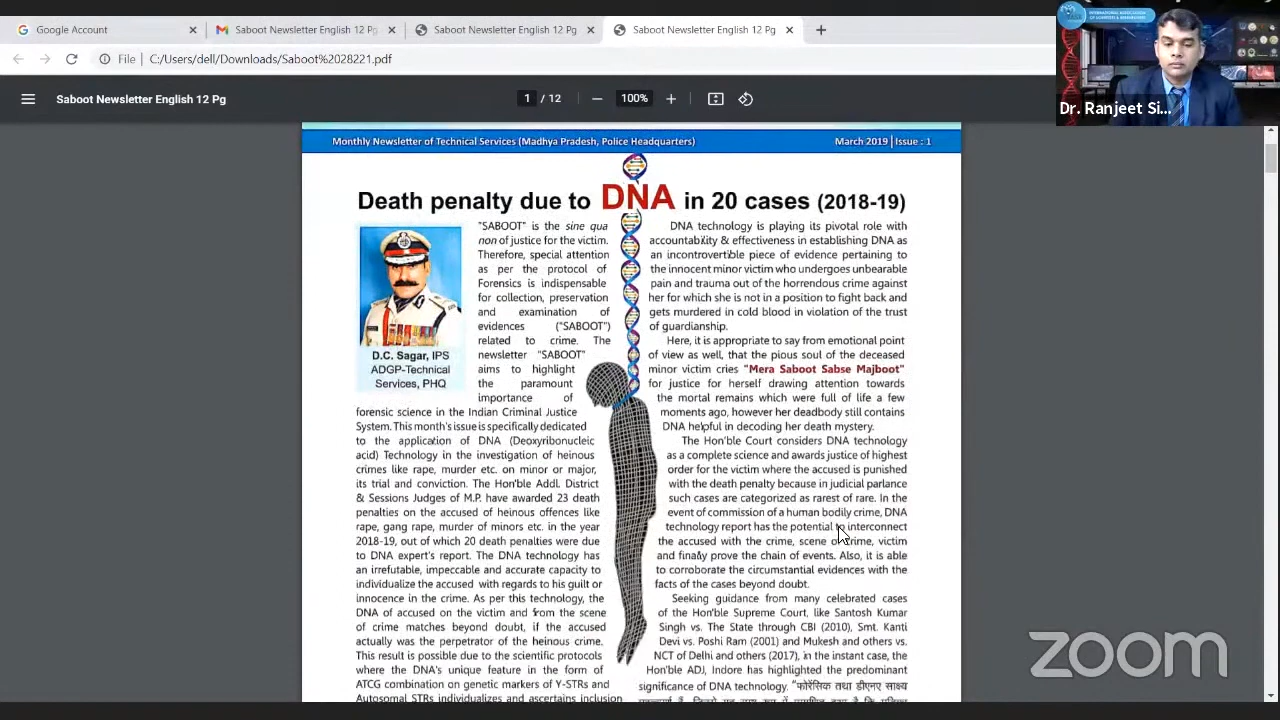 Google Account
Saboot Newsletter English 12 Pg
Saboot Newsletter English 12 Pg
Saboot Newsletter English 12 Pg
File | C:/Users/dell/Downloads/Saboot%2028221.pdf
Saboot Newsletter English 12 Pg
1 / 12
100%
INTERNATIONAL ASSOCIATION
Dr. Ranjeet Si...
Monthly Newsletter of Technical Services (Madhya Pradesh, Police Headquarters)
March 2019 | Issue : 1
Death penalty due to DNA in 20 cases (2018-19)
"SABOOT" is the sine qua
non of justice for the victim.
Therefore, special attention
as per the protocol of
Forensics is indispensable
for collection, preservation
and examination of
evidences ("SABOOT")
related to crime. The
newsletter "SABOOT"
aims to highlight
the paramount
importance of
D.C. Sagar, IPS
ADGP-Technical
Services, PHQ
forensic science in the Indian Criminal Justice
System. This month's issue is specifically dedicated
to the application of DNA (Deoxyribonucleic
acid) Technology in the investigation of heinous
crimes like rape, murder etc. on minor or major,
its trial and conviction. The Hon'ble Addl. District
& Sessions Judges of M.P. have awarded 23 death
penalties on the accused of heinous offences like
rape, gang rape, murder of minors etc. in the year
2018-19, out of which 20 death penalties were due
to DNA expert's report. The DNA technology has
an irrefutable, impeccable and accurate capacity to
individualize the accused with regards to his guilt or
innocence in the crime. As per this technology, the
DNA of accused on the victim and from the scene
of crime matches beyond doubt, if the accused
actually was the perpetrator of the heinous crime.
This result is possible due to the scientific protocols
where the DNA's unique feature in the form of
ATCG combination on genetic markers of Y-STRs and
Autosomal STRs individualizes and ascertains inclusion
DNA technology is playing its pivotal role with
accountability & effectiveness in establishing DNA as
an incontrovertible piece of evidence pertaining to
the innocent minor victim who undergoes unbearable
pain and trauma out of the horrendous crime against
her for which she is not in a position to fight back and
gets murdered in cold blood in violation of the trust
of guardianship.
Here, it is appropriate to say from emotional point
of view as well, that the pious soul of the deceased
minor victim cries "Mera Saboot Sabse Majboot"
for justice for herself drawing attention towards
the mortal remains which were full of life a few
moments ago, however her deadbody still contains
DNA helpful in decoding her death mystery.
The Hon'ble Court considers DNA technology
as a complete science and awards justice of highest
order for the victim where the accused is punished
with the death penalty because in judicial parlance
such cases are categorized as rarest of rare. In the
event of commission of a human bodily crime, DNA
technology report has the potential to interconnect
the accused with the crime, scene of crime, victim
and finally prove the chain of events. Also, it is able
to corroborate the circumstantial evidences with the
facts of the cases beyond doubt.
Seeking guidance from many celebrated cases
of the Hon'ble Supreme Court, like Santosh Kumar
Singh vs. The State through CBI (2010), Smt. Kanti
Devi vs. Poshi Ram (2001) and Mukesh and others vs.
NCT of Delhi and others (2017), in the instant case, the
Hon'ble ADJ, Indore has highlighted the predominant
significance of DNA technology. "फोरेंसिक तथा डीएनए साक्ष्य
zoom